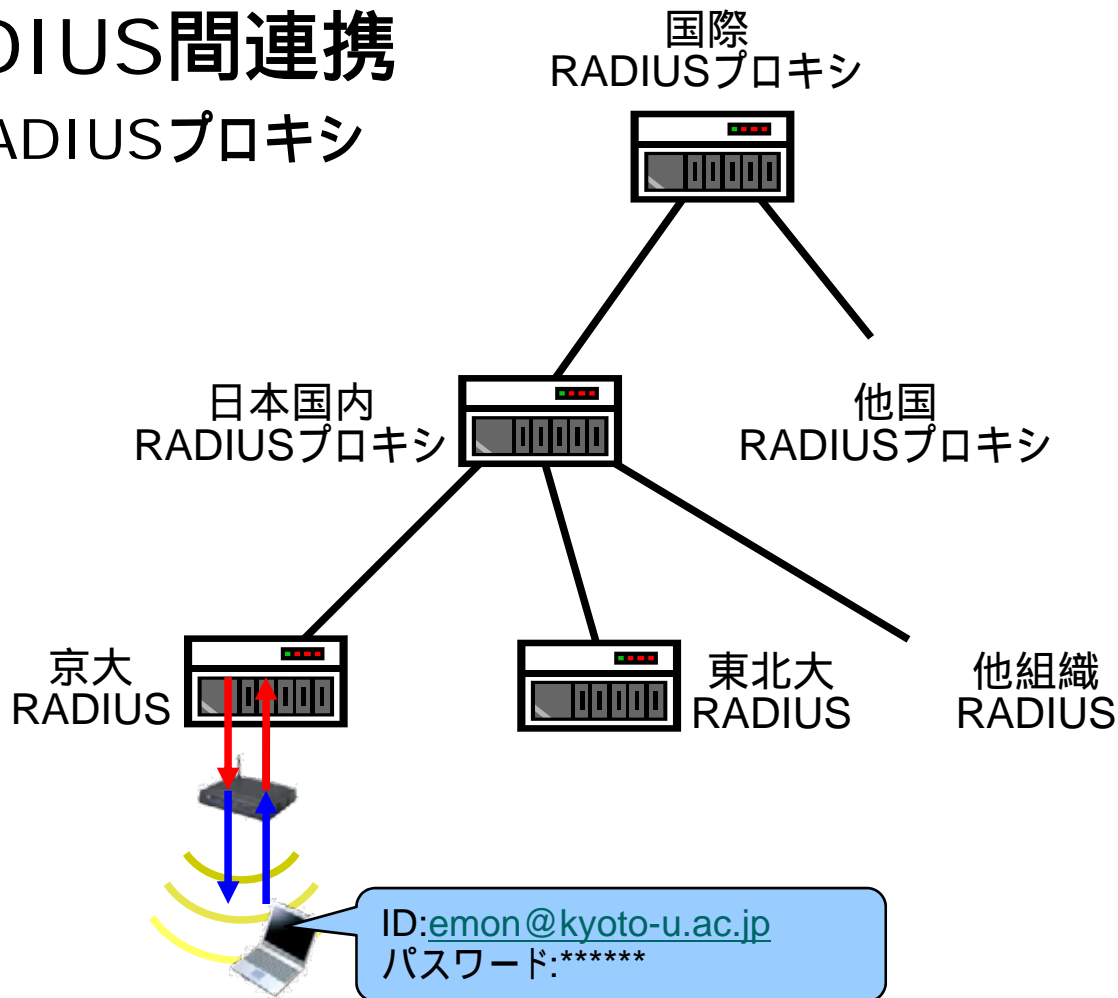 DIUS間連携
ADIUSプロキシ
国際
RADIUSプロキシ
日本国内
RADIUSプロキシ
他国
RADIUSプロキシ
京大
RADIUS
東北大
RADIUS
他組織
RADIUS
ID:emon@kyoto-u.ac.jp
パスワード:******